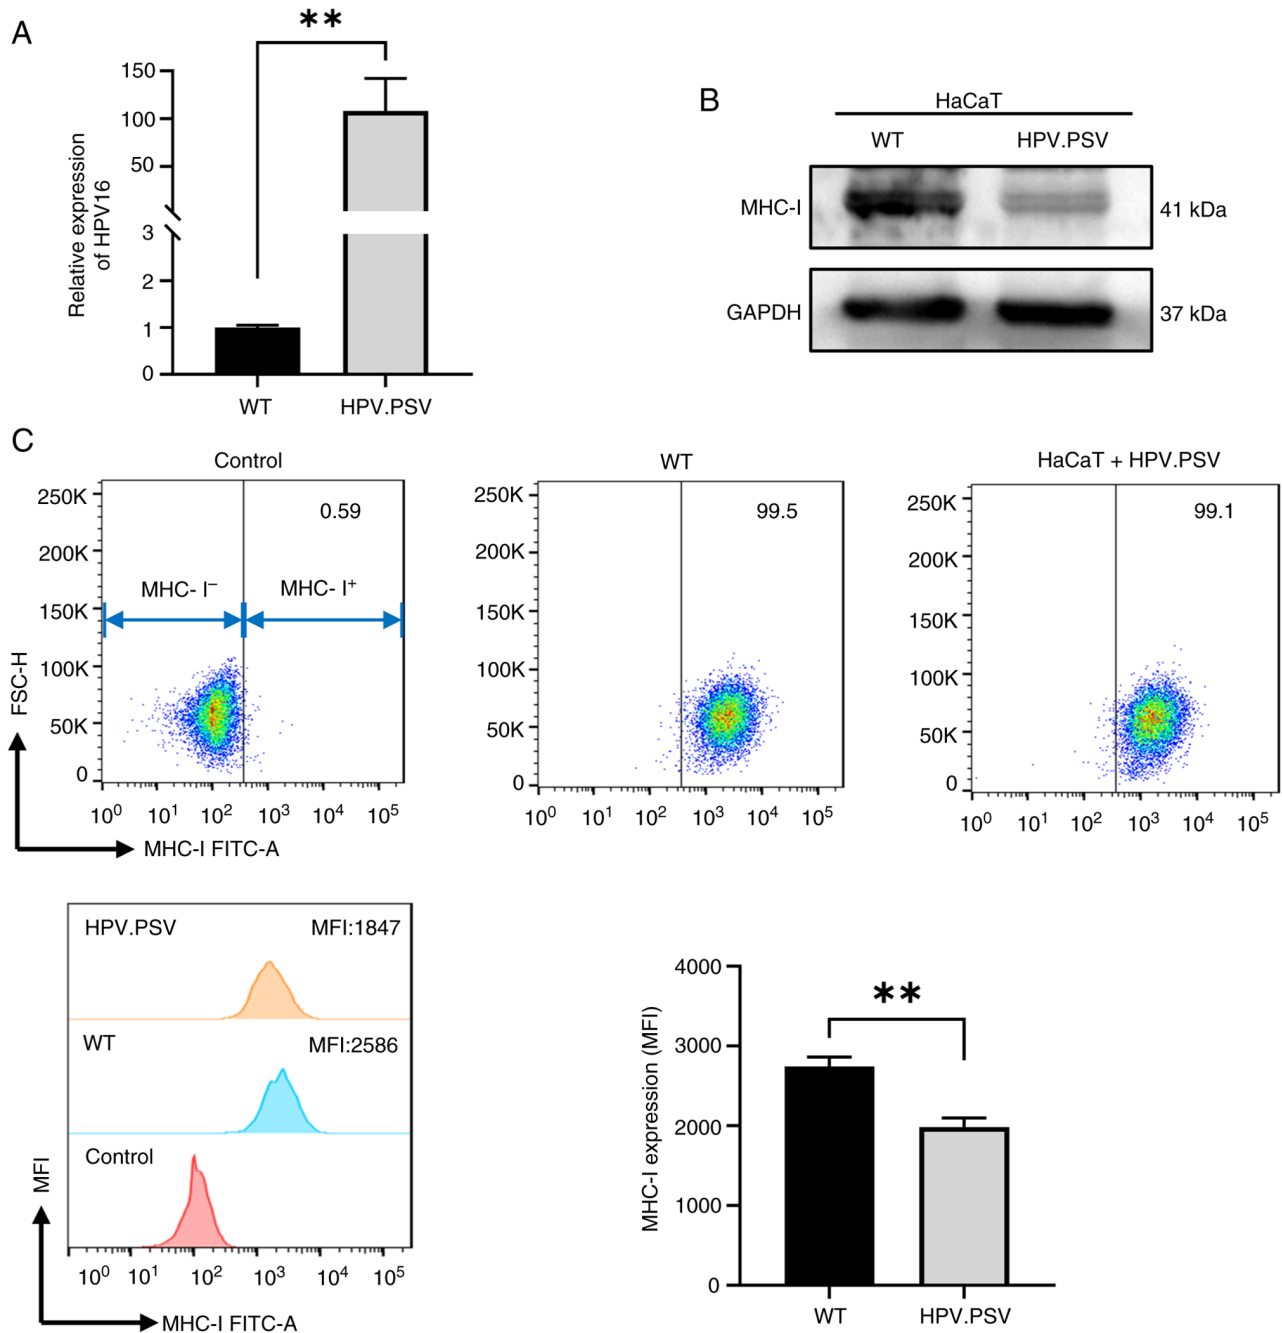 A
**
150
100
50
3
2
1
0
Relative expression
of HPV16
WT
HPV.PSV
B
HaCaT
WT
HPV.PSV
MHC-I
41 kDa
GAPDH
37 kDa
C
Control
250K
200K
150K
100K
50K
0
0.59
MHC- I⁻
MHC- I⁺
FSC-H
10⁰ 10¹ 10² 10³ 10⁴ 10⁵
MHC-I FITC-A
WT
250K
200K
150K
100K
50K
0
99.5
10⁰ 10¹ 10² 10³ 10⁴ 10⁵
HaCaT + HPV.PSV
250K
200K
150K
100K
50K
0
99.1
10⁰ 10¹ 10² 10³ 10⁴ 10⁵
HPV.PSV MFI:1847
WT MFI:2586
Control
MFI
10⁰ 10¹ 10² 10³ 10⁴ 10⁵
MHC-I FITC-A
**
4000
3000
2000
1000
0
MHC-I expression (MFI)
WT
HPV.PSV